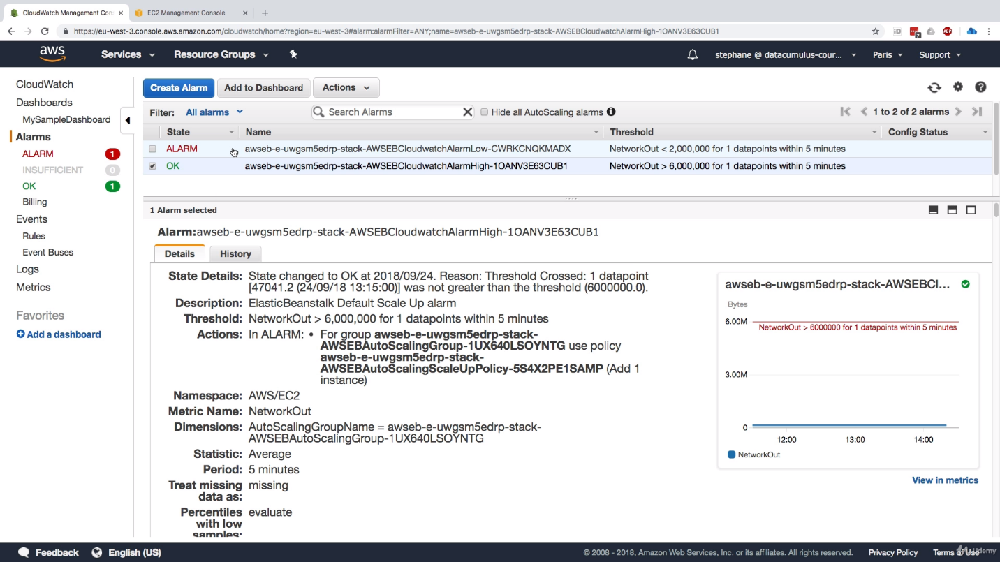 CloudWatch Management Con
EC2 Management Console
https://eu-west-3.console.aws.amazon.com/cloudwatch/home?region=eu-west-3#alarm:alarmFilter=ANY;name=awseb-e-uwgsm5edrp-stack-AWSEBCloudwatchAlarmHigh-1OANV3E63CUB1
7
ABP
aws
Services
Resource Groups
stephane @ datacumulus-cour...
Paris
Support
CloudWatch
Dashboards
MySampleDashboard
Alarms
ALARM 1
INSUFFICIENT 0
OK 1
Billing
Events
Rules
Event Buses
Logs
Metrics
Favorites
Add a dashboard
Create Alarm
Add to Dashboard
Actions
Filter: All alarms
Search Alarms
Hide all AutoScaling alarms
1 to 2 of 2 alarms
State Name Threshold Config Status
ALARM awseb-e-uwgsm5edrp-stack-AWSEBCloudwatchAlarmLow-CWRKCNQKMADX NetworkOut < 2,000,000 for 1 datapoints within 5 minutes
OK awseb-e-uwgsm5edrp-stack-AWSEBCloudwatchAlarmHigh-1OANV3E63CUB1 NetworkOut > 6,000,000 for 1 datapoints within 5 minutes
1 Alarm selected
Alarm:awseb-e-uwgsm5edrp-stack-AWSEBCloudwatchAlarmHigh-1OANV3E63CUB1
Details
History
State Details: State changed to OK at 2018/09/24. Reason: Threshold Crossed: 1 datapoint
[47041.2 (24/09/18 13:15:00)] was not greater than the threshold (6000000.0).
Description: ElasticBeanstalk Default Scale Up alarm
Threshold: NetworkOut > 6,000,000 for 1 datapoints within 5 minutes
Actions: In ALARM: • For group awseb-e-uwgsm5edrp-stack-
AWSEBAutoScalingGroup-1UX640LSOYNTG use policy
awseb-e-uwgsm5edrp-stack-
AWSEBAutoScalingScaleUpPolicy-5S4X2PE1SAMP (Add 1
instance)
Namespace: AWS/EC2
Metric Name: NetworkOut
Dimensions: AutoScalingGroupName = awseb-e-uwgsm5edrp-stack-
AWSEBAutoScalingGroup-1UX640LSOYNTG
Statistic: Average
Period: 5 minutes
Treat missing missing
data as:
Percentiles evaluate
with low
samples:
awseb-e-uwgsm5edrp-stack-AWSEBCl...
Bytes
6.00M
NetworkOut > 6000000 for 1 datapoints within 5 minutes
3.00M
0
12:00 13:00 14:00
NetworkOut
View in metrics
Feedback
English (US)
© 2008 - 2018, Amazon Web Services, Inc. or its affiliates. All rights reserved.
Privacy Policy
Terms of Use
Udemy